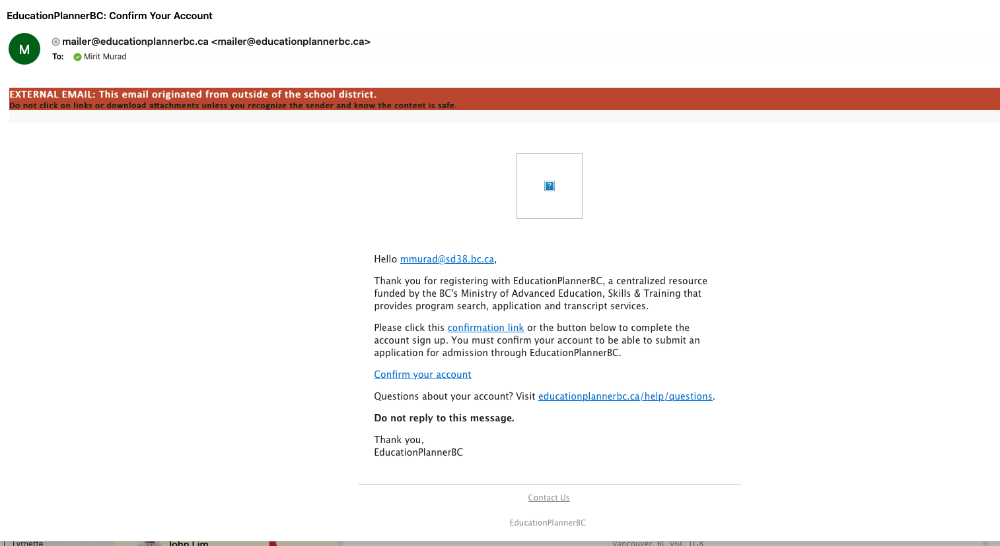 EducationPlannerBC: Confirm Your Account
M
mailer@educationplannerbc.ca <mailer@educationplannerbc.ca>
To: Mirit Murad
EXTERNAL EMAIL: This email originated from outside of the school district.
Do not click on links or download attachments unless you recognize the sender and know the content is safe.
?
Hello mmurad@sd38.bc.ca,
Thank you for registering with EducationPlannerBC, a centralized resource
funded by the BC's Ministry of Advanced Education, Skills & Training that
provides program search, application and transcript services.
Please click this confirmation link or the button below to complete the
account sign up. You must confirm your account to be able to submit an
application for admission through EducationPlannerBC.
Confirm your account
Questions about your account? Visit educationplannerbc.ca/help/questions.
Do not reply to this message.
Thank you,
EducationPlannerBC
Contact Us
EducationPlannerBC
John Lim
Vancouver, BC V6C 1G8